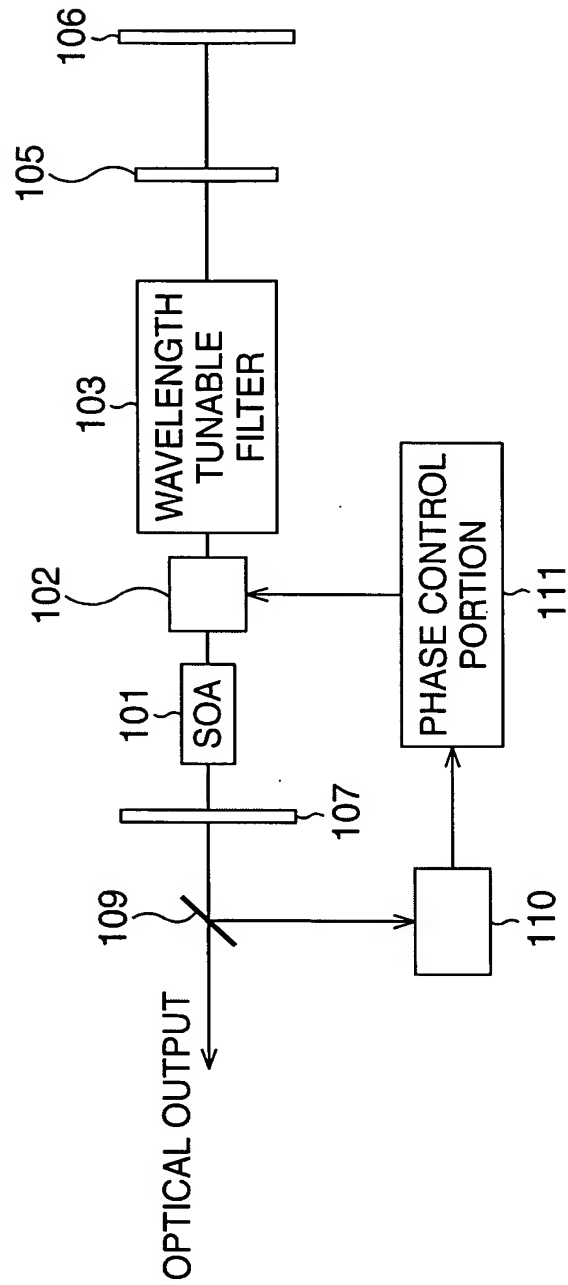 106
105
103
WAVELENGTH
TUNABLE
FILTER
102
101
SOA
107
109
OPTICAL OUTPUT
110
PHASE CONTROL
PORTION
111